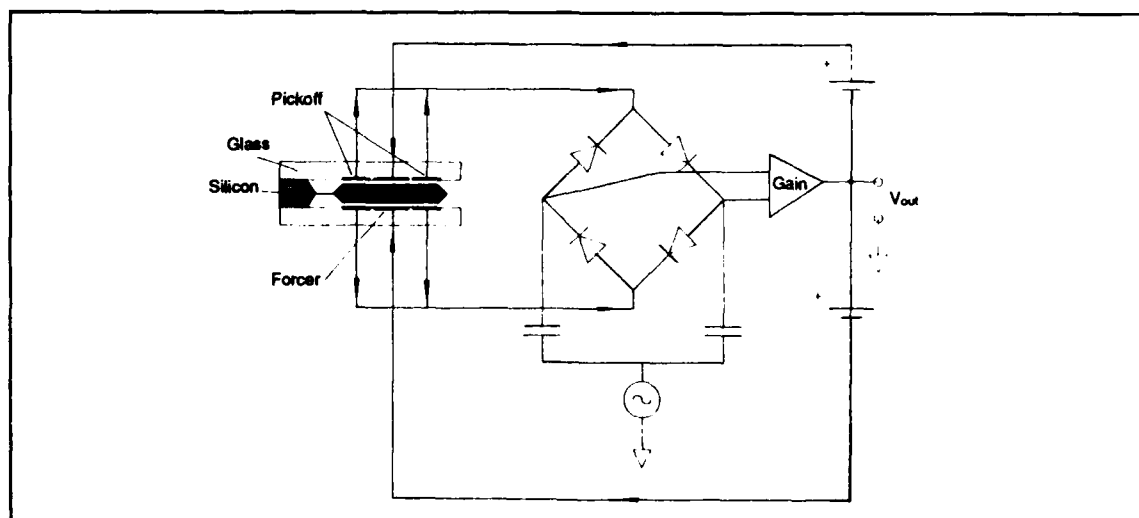 Pickoff
Glass
Silicon
Forcer
Gain
Vout
+
+